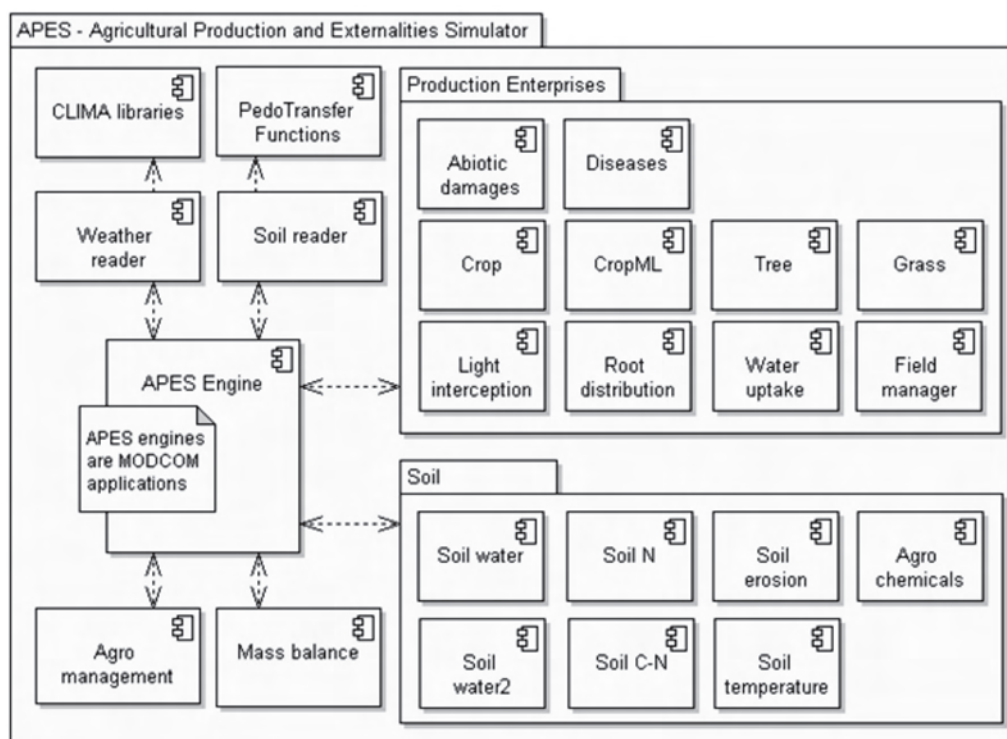 APES - Agricultural Production and Externalities Simulator
CLIMA libraries
PedoTransfer
Functions
Weather
reader
Soil reader
APES Engine
APES engines
are MODCOM
applications
Agro
management
Mass balance
Production Enterprises
Abiotic
damages
Diseases
Crop
CropML
Tree
Grass
Light
interception
Root
distribution
Water
uptake
Field
manager
Soil
Soil water
Soil N
Soil
erosion
Agro
chemicals
Soil
water2
Soil C-N
Soil
temperature